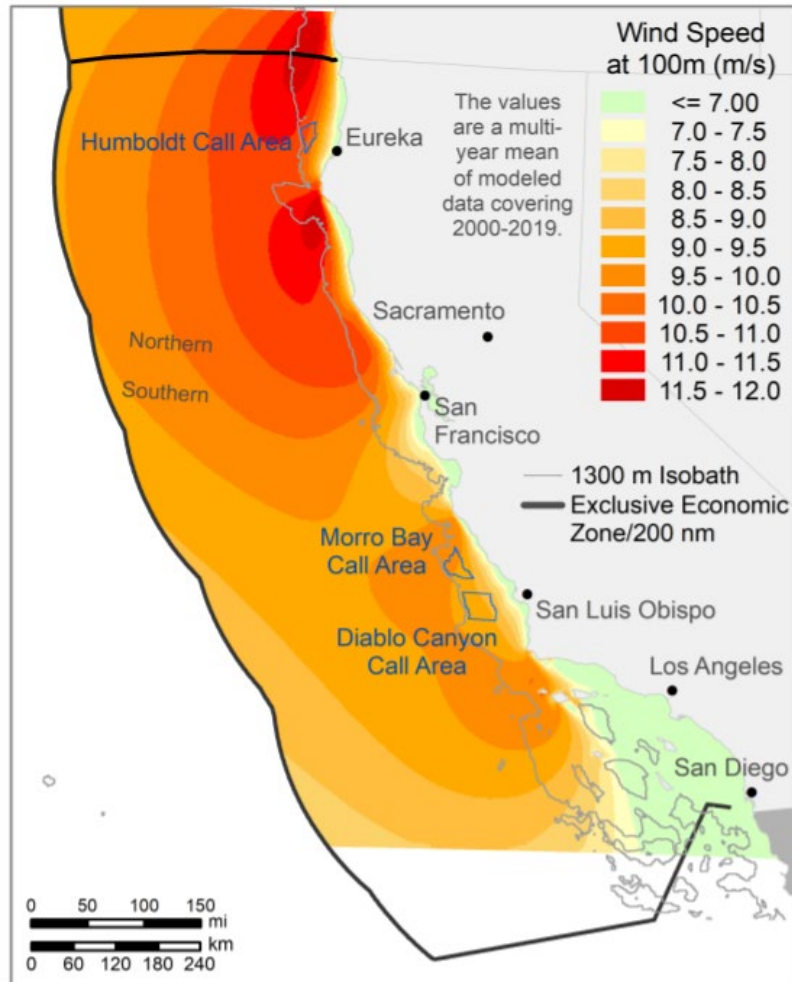 Wind Speed
at 100m (m/s)
<= 7.00
7.0 - 7.5
7.5 - 8.0
8.0 - 8.5
8.5 - 9.0
9.0 - 9.5
9.5 - 10.0
10.0 - 10.5
10.5 - 11.0
11.0 - 11.5
11.5 - 12.0
The values
are a multi-
year mean
of modeled
data covering
2000-2019.
Humboldt Call Area
Eureka
Sacramento
Northern
Southern
San
Francisco
1300 m Isobath
Exclusive Economic
Zone/200 nm
Morro Bay
Call Area
San Luis Obispo
Diablo Canyon
Call Area
Los Angeles
San Diego
0 50 100 150
mi
km
0 60 120 180 240